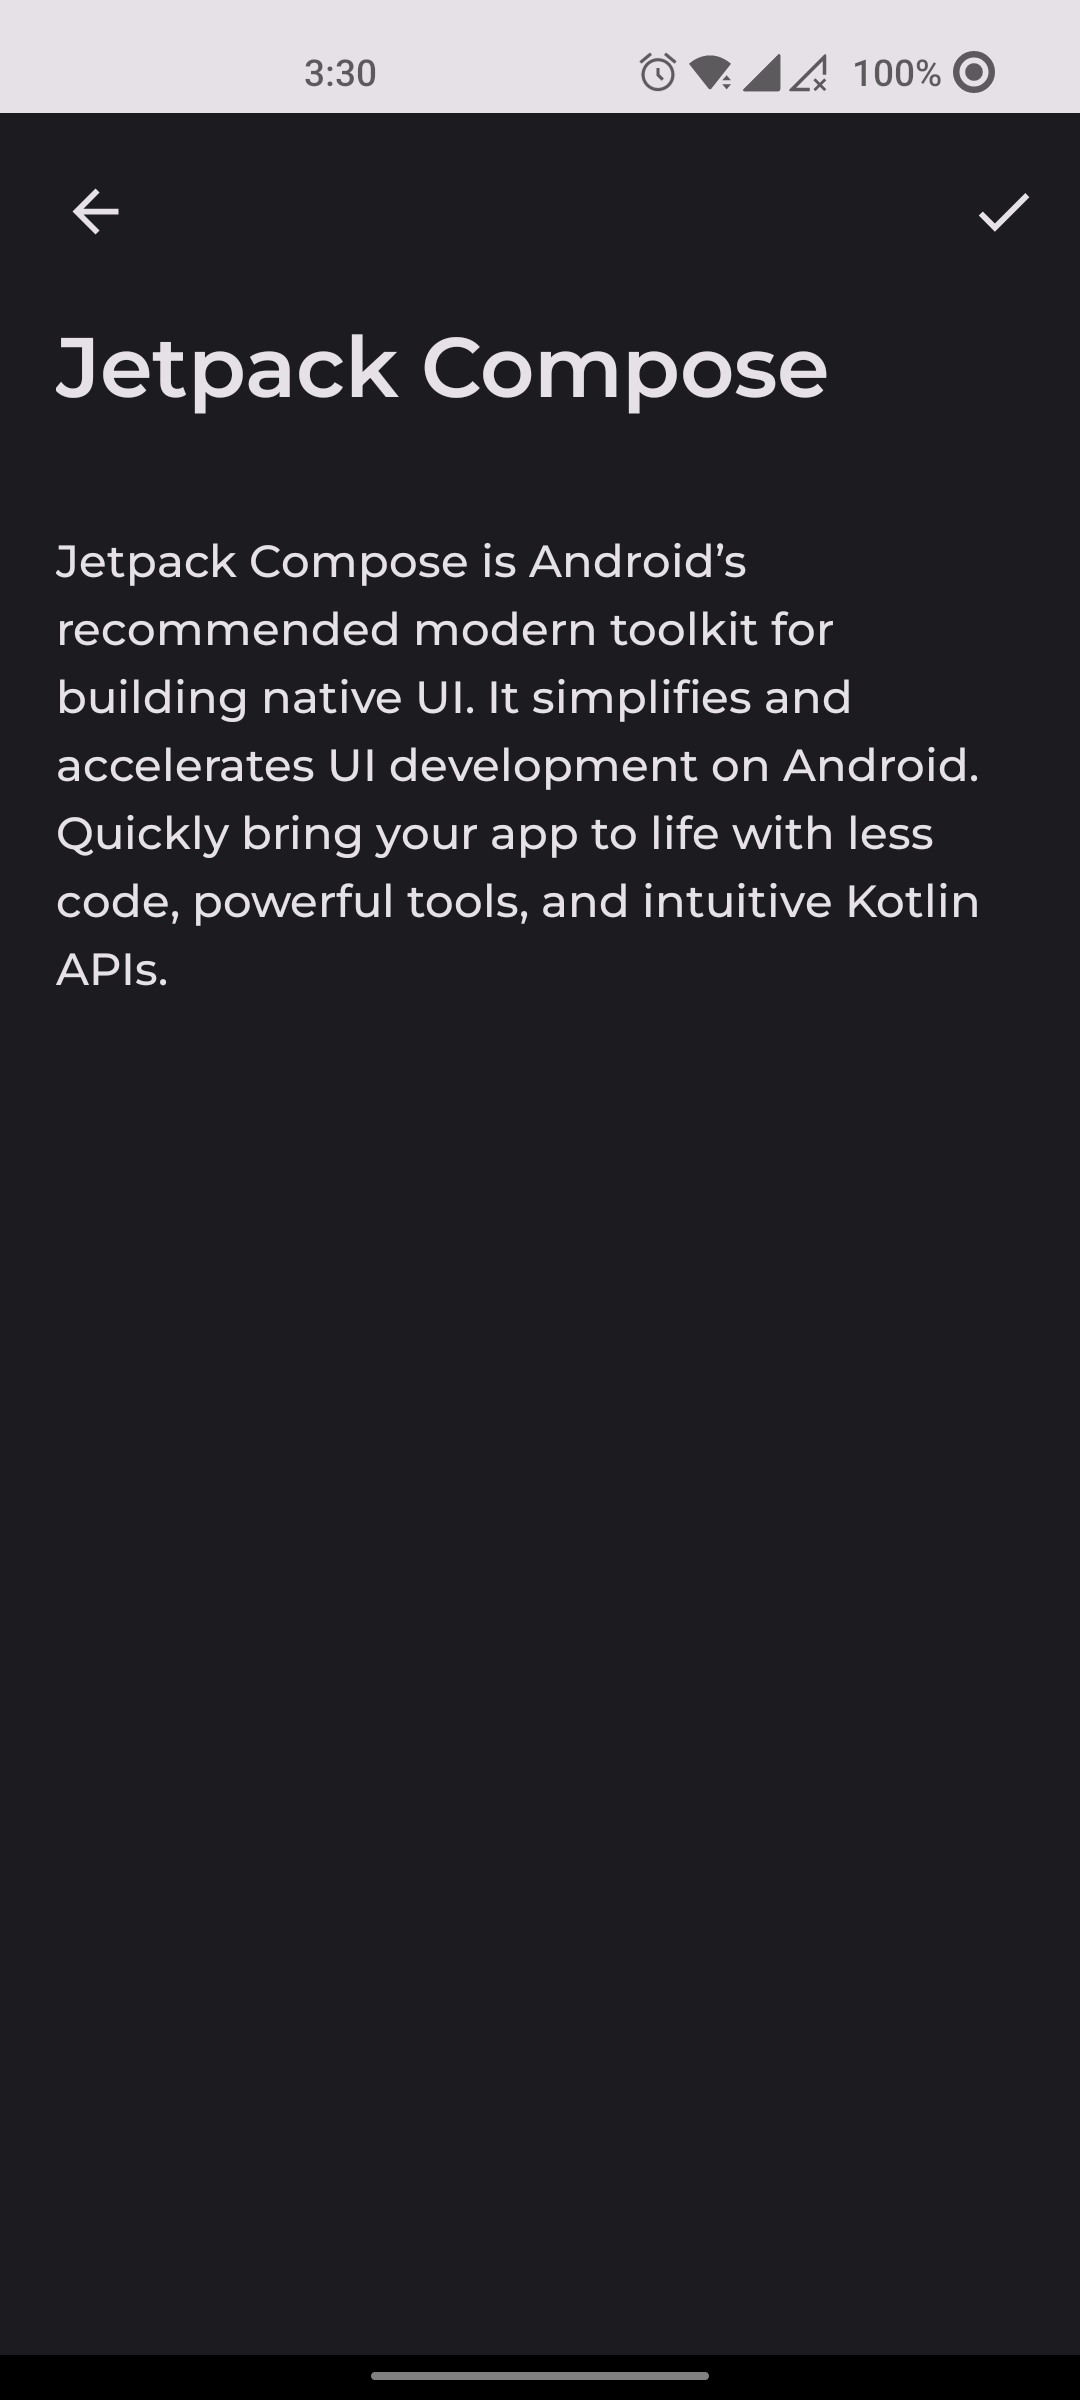 3:30
100%
Jetpack Compose
Jetpack Compose is Android’s
recommended modern toolkit for
building native UI. It simplifies and
accelerates UI development on Android.
Quickly bring your app to life with less
code, powerful tools, and intuitive Kotlin
APIs.